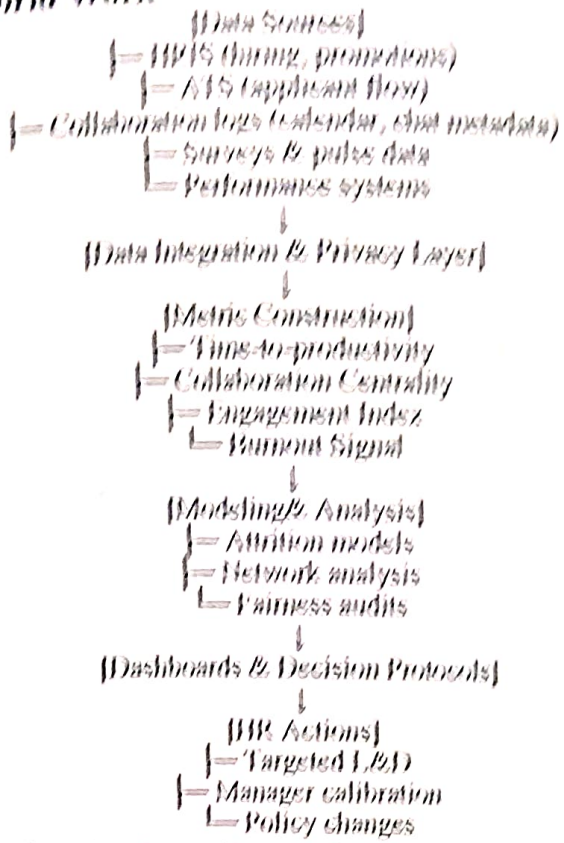 [Data Sources]
├─ HRIS (hiring, promotions)
├─ ATS (applicant flow)
├─ Collaboration logs (calendar, chat metadata)
├─ Surveys & pulse data
└─ Performance systems
↓
[Data Integration & Privacy Layer]
↓
[Metric Construction]
├─ Time-to-productivity
├─ Collaboration Centrality
├─ Engagement Index
└─ Burnout Signal
↓
[Modeling& Analysis]
├─ Attrition models
├─ Network analysis
└─ Fairness audits
↓
[Dashboards & Decision Protocols]
↓
[HR Actions]
├─ Targeted L&D
├─ Manager calibration
└─ Policy changes